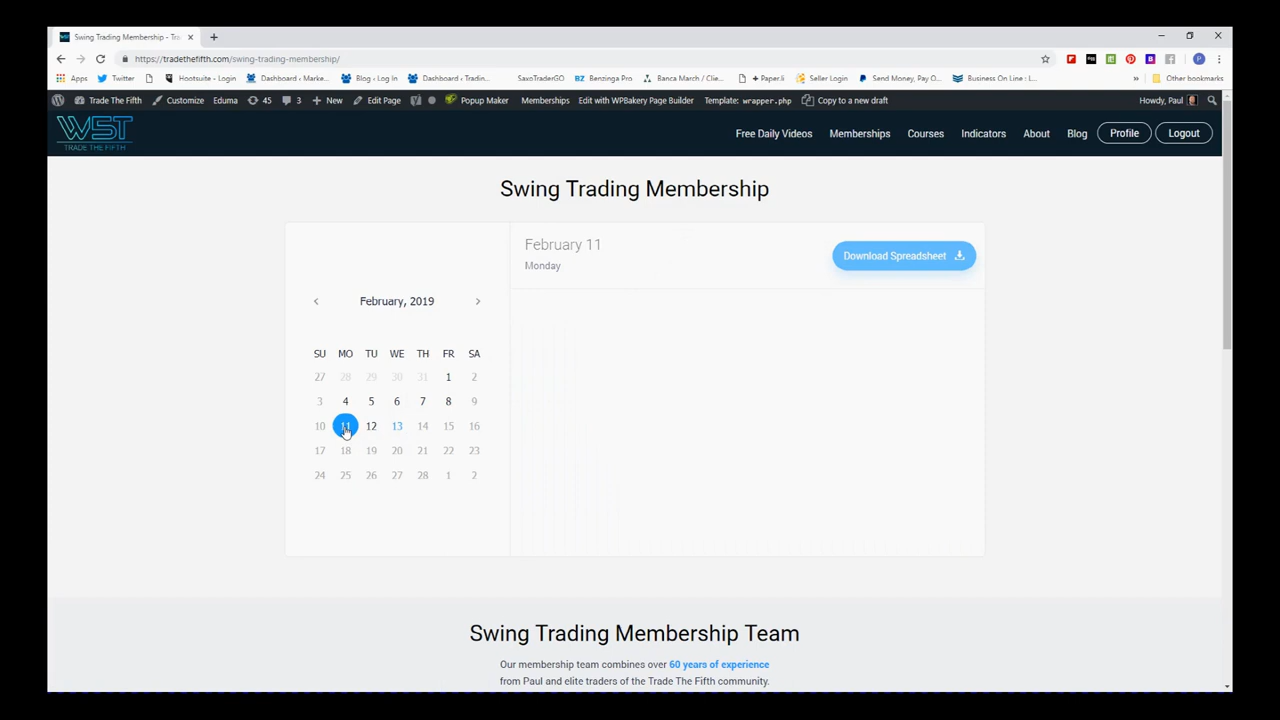 Swing Trading Membership - Tra
https://tradethefifth.com/swing-trading-membership/
Apps Twitter Hootsuite - Login Dashboard ‹ Marke... Blog ‹ Log In Dashboard ‹ Tradin... SaxoTraderGO Benzinga Pro Banca March / Clie... Paper.li Seller Login Send Money, Pay O... Business On Line : L... » Other bookmarks
Trade The Fifth Customize Eduma 45 3 + New Edit Page Popup Maker Memberships Edit with WPBakery Page Builder Template: wrapper.php Copy to a new draft Howdy, Paul
WST
TRADE THE FIFTH
Free Daily Videos Memberships Courses Indicators About Blog Profile Logout
Swing Trading Membership
February 11
Monday
Download Spreadsheet
‹ February, 2019 ›
SU MO TU WE TH FR SA
27 28 29 30 31 1 2
3 4 5 6 7 8 9
10 11 12 13 14 15 16
17 18 19 20 21 22 23
24 25 26 27 28 1 2
Swing Trading Membership Team
Our membership team combines over 60 years of experience
from Paul and elite traders of the Trade The Fifth community.